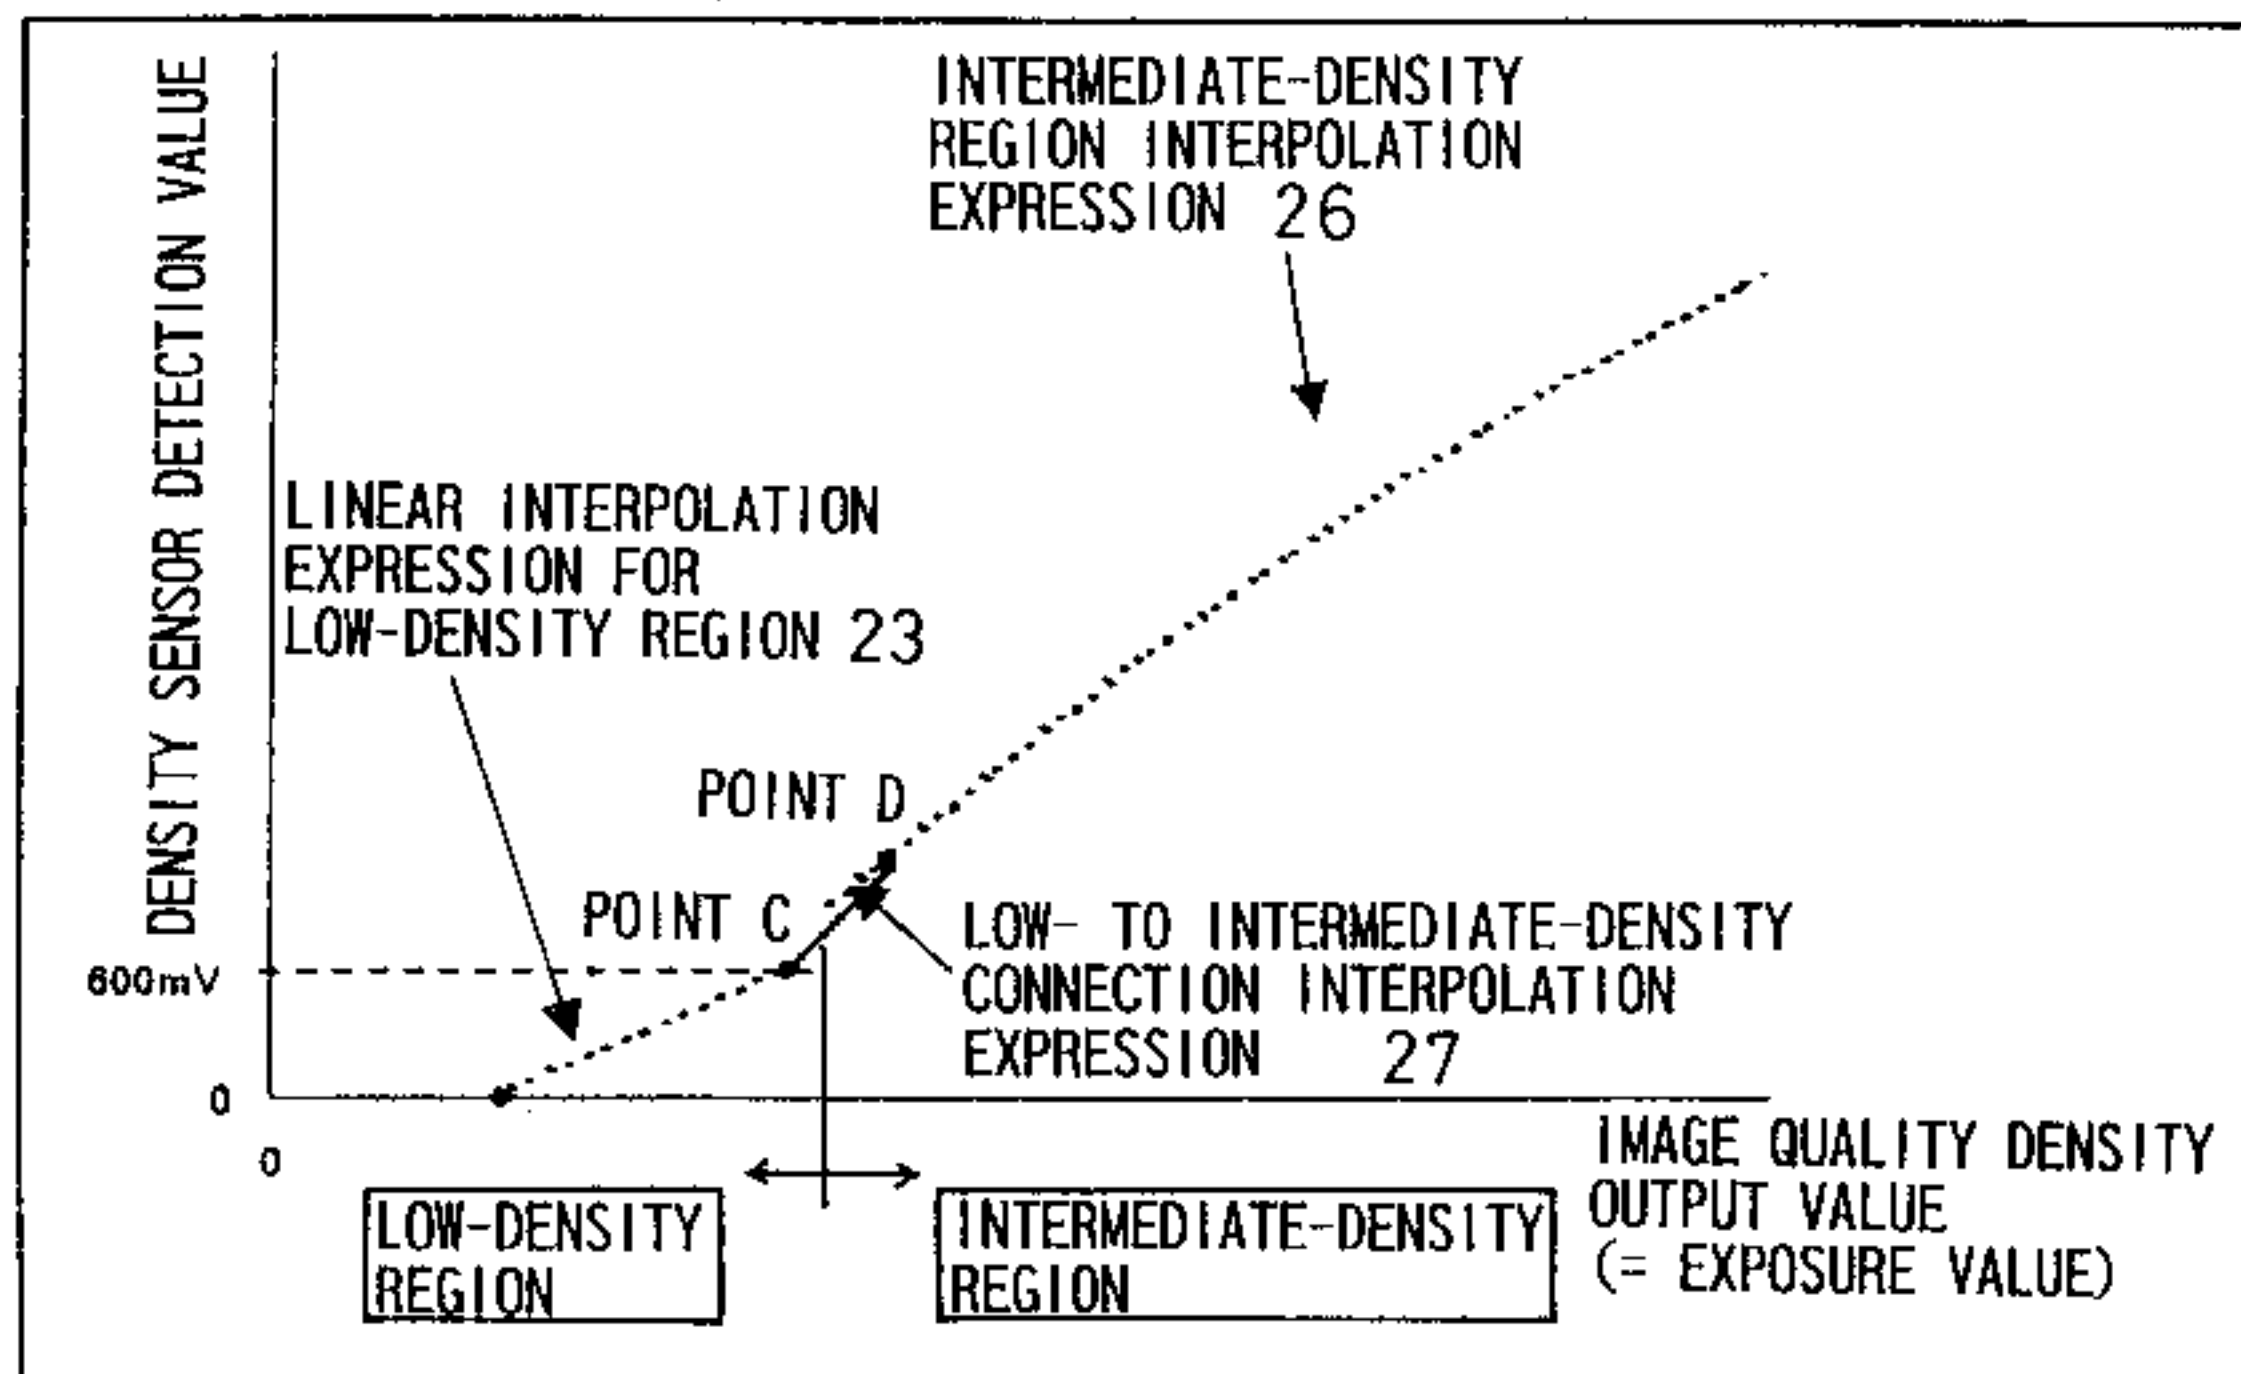 DENSITY SENSOR DETECTION VALUE
INTERMEDIATE-DENSITY
REGION INTERPOLATION
EXPRESSION 26
LINEAR INTERPOLATION
EXPRESSION FOR
LOW-DENSITY REGION 23
POINT D
POINT C
LOW- TO INTERMEDIATE-DENSITY
CONNECTION INTERPOLATION
EXPRESSION 27
600mV
0
0
LOW-DENSITY
REGION
INTERMEDIATE-DENSITY
REGION
IMAGE QUALITY DENSITY
OUTPUT VALUE
(= EXPOSURE VALUE)